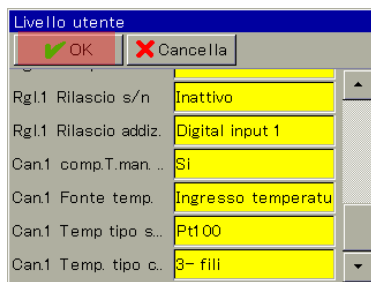 Livello utente
OK Cancella
Rgl.1 Rilascio s/n Inattivo
Rgl.1 Rilascio addiz. Digital input 1
Can.1 comp.T.man. .. Si
Can.1 Fonte temp. Ingresso temperatu
Can.1 Temp tipo s... Pt100
Can.1 Temp. tipo c.. 3- fili